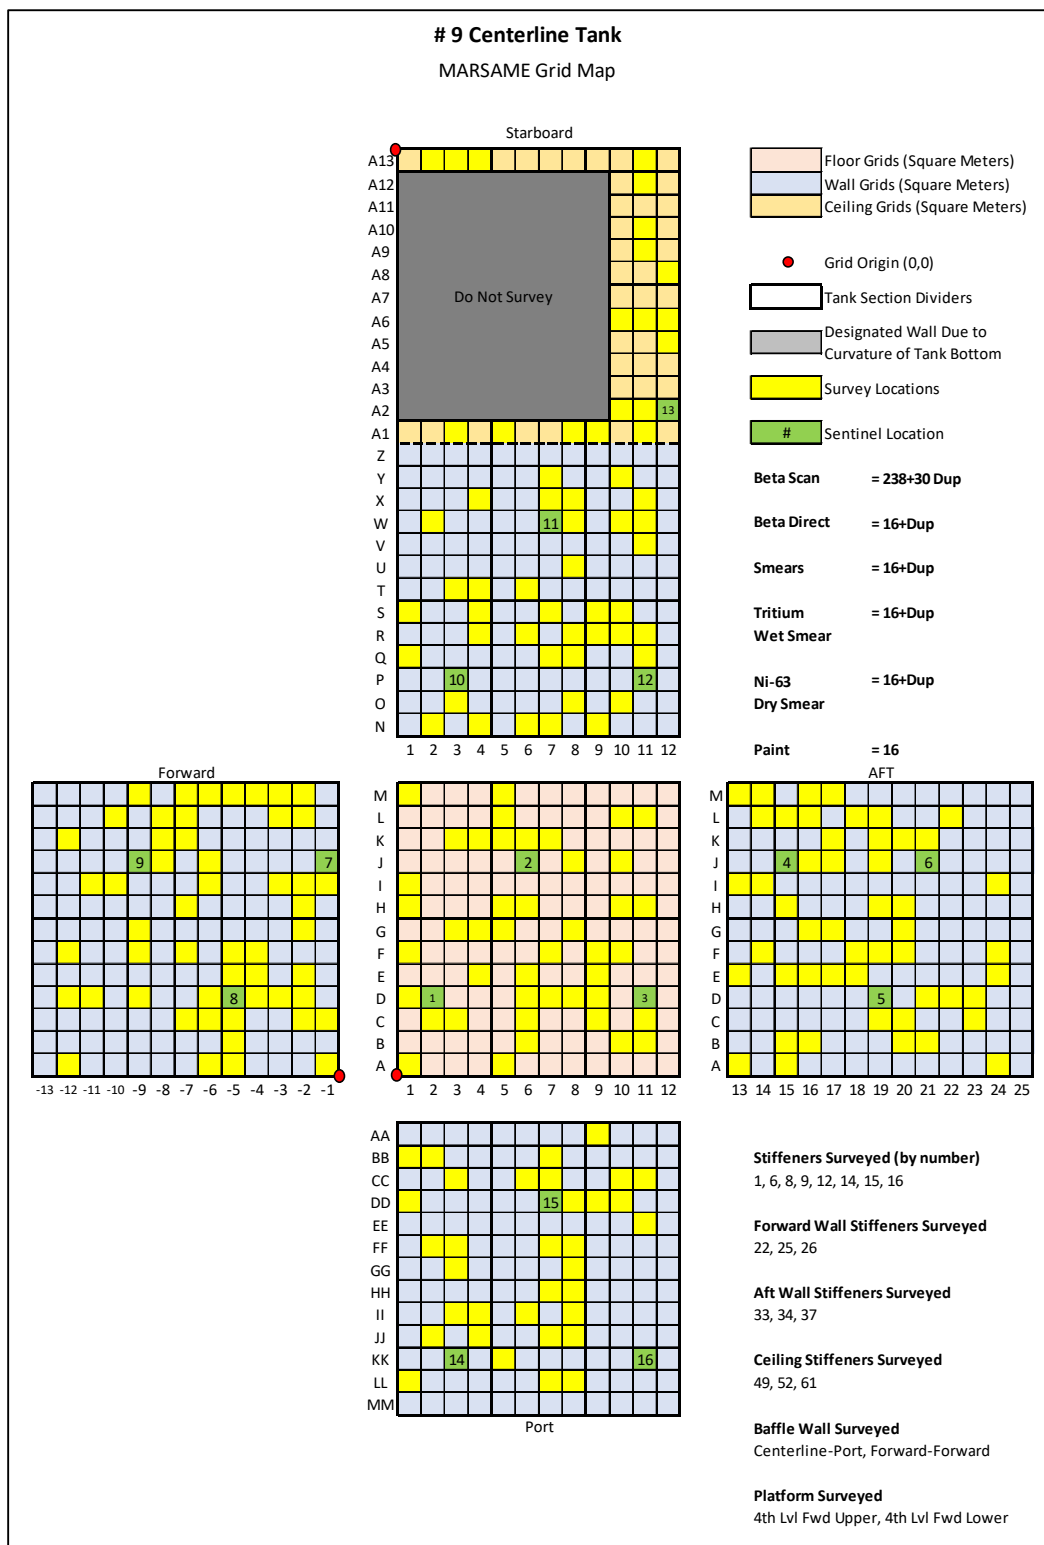 # 9 Centerline Tank
MARSAME Grid Map
Starboard
A13
A12
A11
A10
A9
A8
A7
A6
A5
A4
A3
A2
A1
Z
Y
X
W
V
U
T
S
R
Q
P
O
N
Do Not Survey
13
11
10
12
1 2 3 4 5 6 7 8 9 10 11 12
Floor Grids (Square Meters)
Wall Grids (Square Meters)
Ceiling Grids (Square Meters)
Grid Origin (0,0)
Tank Section Dividers
Designated Wall Due to
Curvature of Tank Bottom
Survey Locations
# Sentinel Location
Beta Scan = 238+30 Dup
Beta Direct = 16+Dup
Smears = 16+Dup
Tritium = 16+Dup
Wet Smear
Ni-63 = 16+Dup
Dry Smear
Paint = 16
Forward
9 7
8
-13 -12 -11 -10 -9 -8 -7 -6 -5 -4 -3 -2 -1
M
L
K
J
I
H
G
F
E
D
C
B
A
2
1 3
1 2 3 4 5 6 7 8 9 10 11 12
AFT
M
L
K
J
I
H
G
F
E
D
C
B
A
4 6
5
13 14 15 16 17 18 19 20 21 22 23 24 25
AA
BB
CC
DD
EE
FF
GG
HH
II
JJ
KK
LL
MM
15
14 16
Port
Stiffeners Surveyed (by number)
1, 6, 8, 9, 12, 14, 15, 16
Forward Wall Stiffeners Surveyed
22, 25, 26
Aft Wall Stiffeners Surveyed
33, 34, 37
Ceiling Stiffeners Surveyed
49, 52, 61
Baffle Wall Surveyed
Centerline-Port, Forward-Forward
Platform Surveyed
4th Lvl Fwd Upper, 4th Lvl Fwd Lower